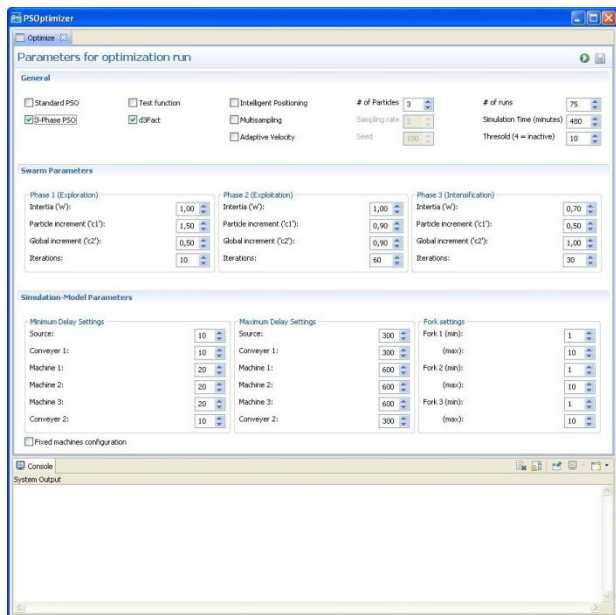 PSOptimizer
Optimize
Parameters for optimization run
General
Standard PSO Test function Intelligent Positioning # of Particles 3 # of runs 75
3-Phase PSO d3Fact Multisampling Sampling rate 2 Simulation Time (minutes) 480
Adaptive Velocity Seed 100 Thresold (4 = inactive) 10
Swarm Parameters
Phase 1 (Exploration) Phase 2 (Exploitation) Phase 3 (Intensification)
Intertia ('w'): 1,00 Intertia ('w'): 1,00 Intertia ('w'): 0,70
Particle increment ('c1'): 1,50 Particle increment ('c1'): 0,90 Particle increment ('c1'): 0,50
Global increment ('c2'): 0,50 Global increment ('c2'): 0,90 Global increment ('c2'): 1,00
Iterations: 10 Iterations: 60 Iterations: 30
Simulation-Model Parameters
Minimum Delay Settings Maximum Delay Settings Fork settings
Source: 10 Source: 300 Fork 1 (min): 1
Conveyer 1: 10 Conveyer 1: 300 (max): 10
Machine 1: 20 Machine 1: 600 Fork 2 (min): 1
Machine 2: 20 Machine 2: 600 (max): 10
Machine 3: 20 Machine 3: 600 Fork 3 (min): 1
Conveyer 2: 10 Conveyer 2: 300 (max): 10
Fixed machines configuration
Console
System Output